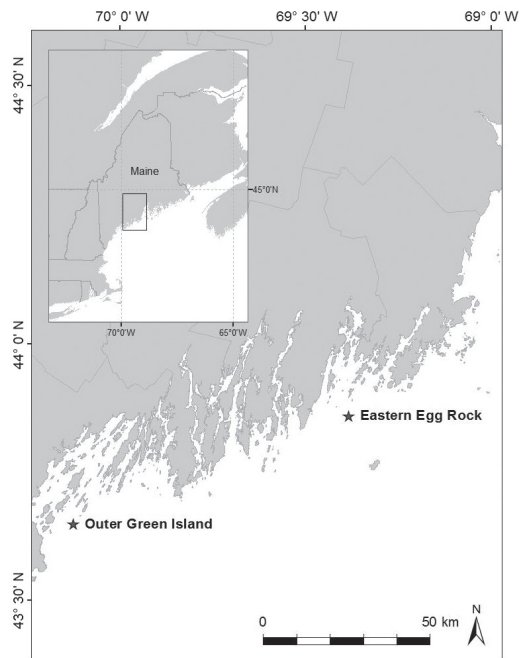 70° 0' W 69° 30' W 69° 0' W
44° 30' N
Maine
45°0'N
70°0'W 65°0'W
44° 0' N
Eastern Egg Rock
Outer Green Island
43° 30' N
0 50 km
N